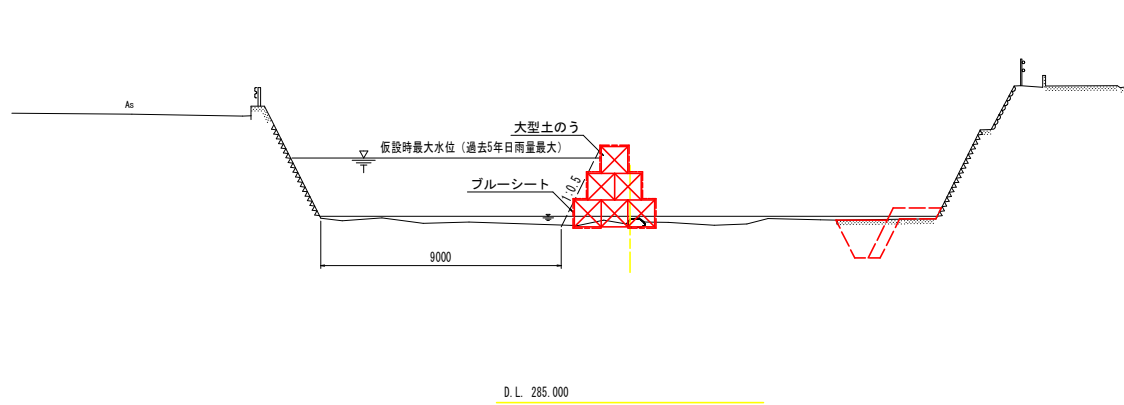 As
大型土のう
仮設時最大水位（過去5年日雨量最大）
1:0.5
ブルーシート
9000
D.L. 285.000